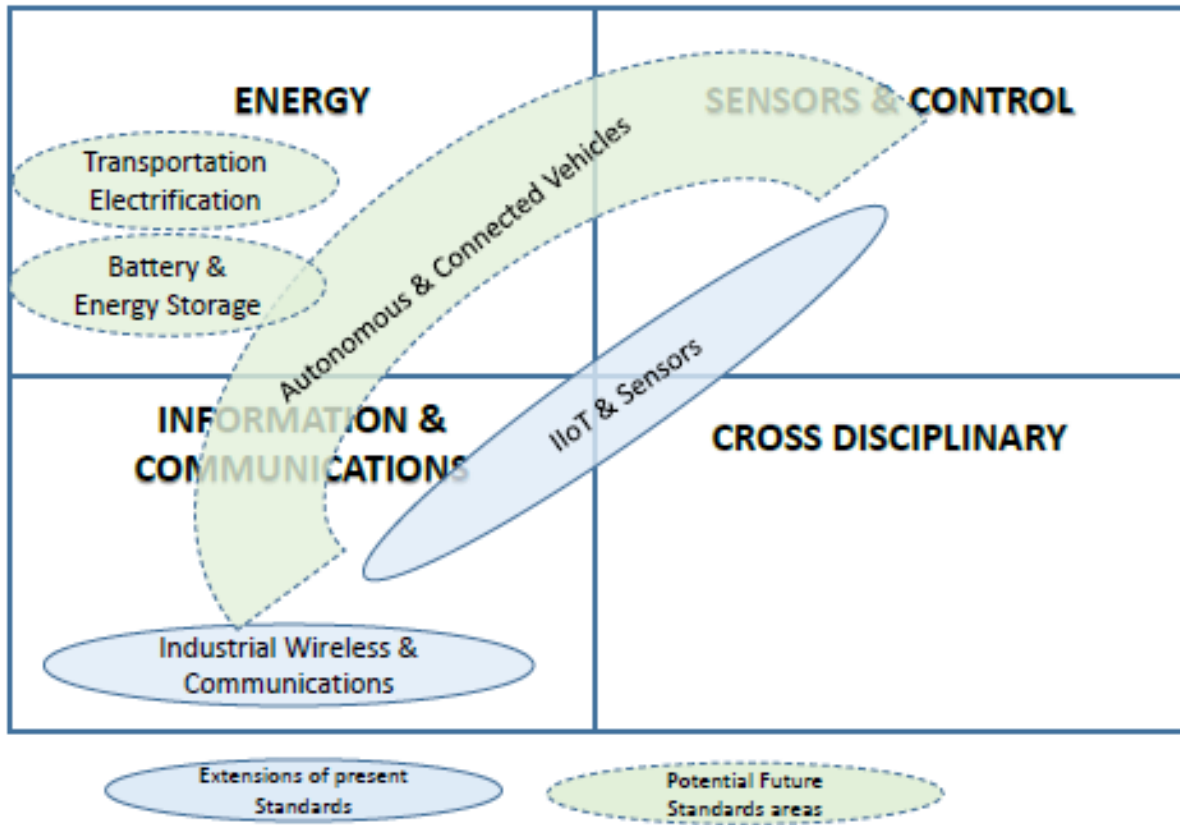 ENERGY
SENSORS & CONTROL
Transportation
Electrification
Battery &
Energy Storage
Autonomous & Connected Vehicles
IIoT & Sensors
INFORMATION &
COMMUNICATIONS
CROSS DISCIPLINARY
Industrial Wireless &
Communications
Extensions of present
Standards
Potential Future
Standards areas